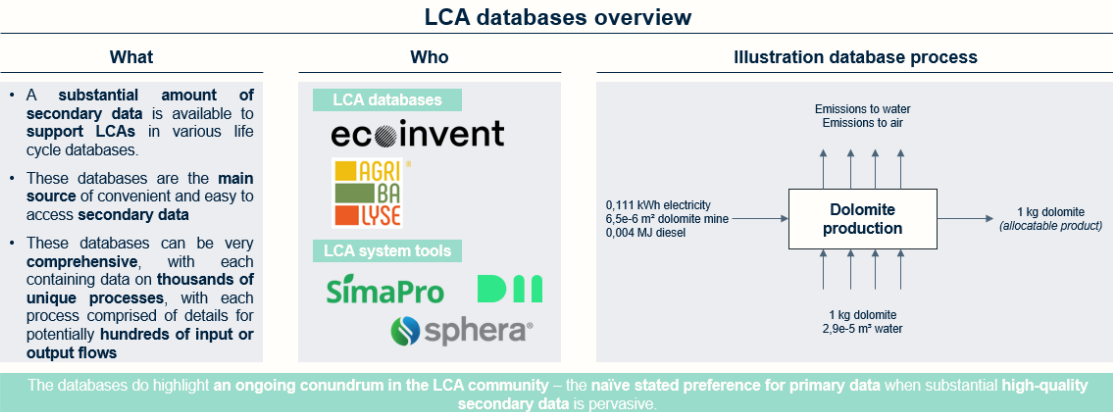 LCA databases overview
What
• A substantial amount of
secondary data is available to
support LCAs in various life
cycle databases.
• These databases are the main
source of convenient and easy to
access secondary data
• These databases can be very
comprehensive, with each
containing data on thousands of
unique processes, with each
process comprised of details for
potentially hundreds of input or
output flows
Who
LCA databases
ecoinvent
AGRI
BA
LYSE
LCA system tools
SimaPro
sphera®
Illustration database process
Emissions to water
Emissions to air
0,111 kWh electricity
6,5e-6 m² dolomite mine
0,004 MJ diesel
Dolomite
production
1 kg dolomite
(allocatable product)
1 kg dolomite
2,9e-5 m³ water
The databases do highlight an ongoing conundrum in the LCA community – the naïve stated preference for primary data when substantial high-quality
secondary data is pervasive.